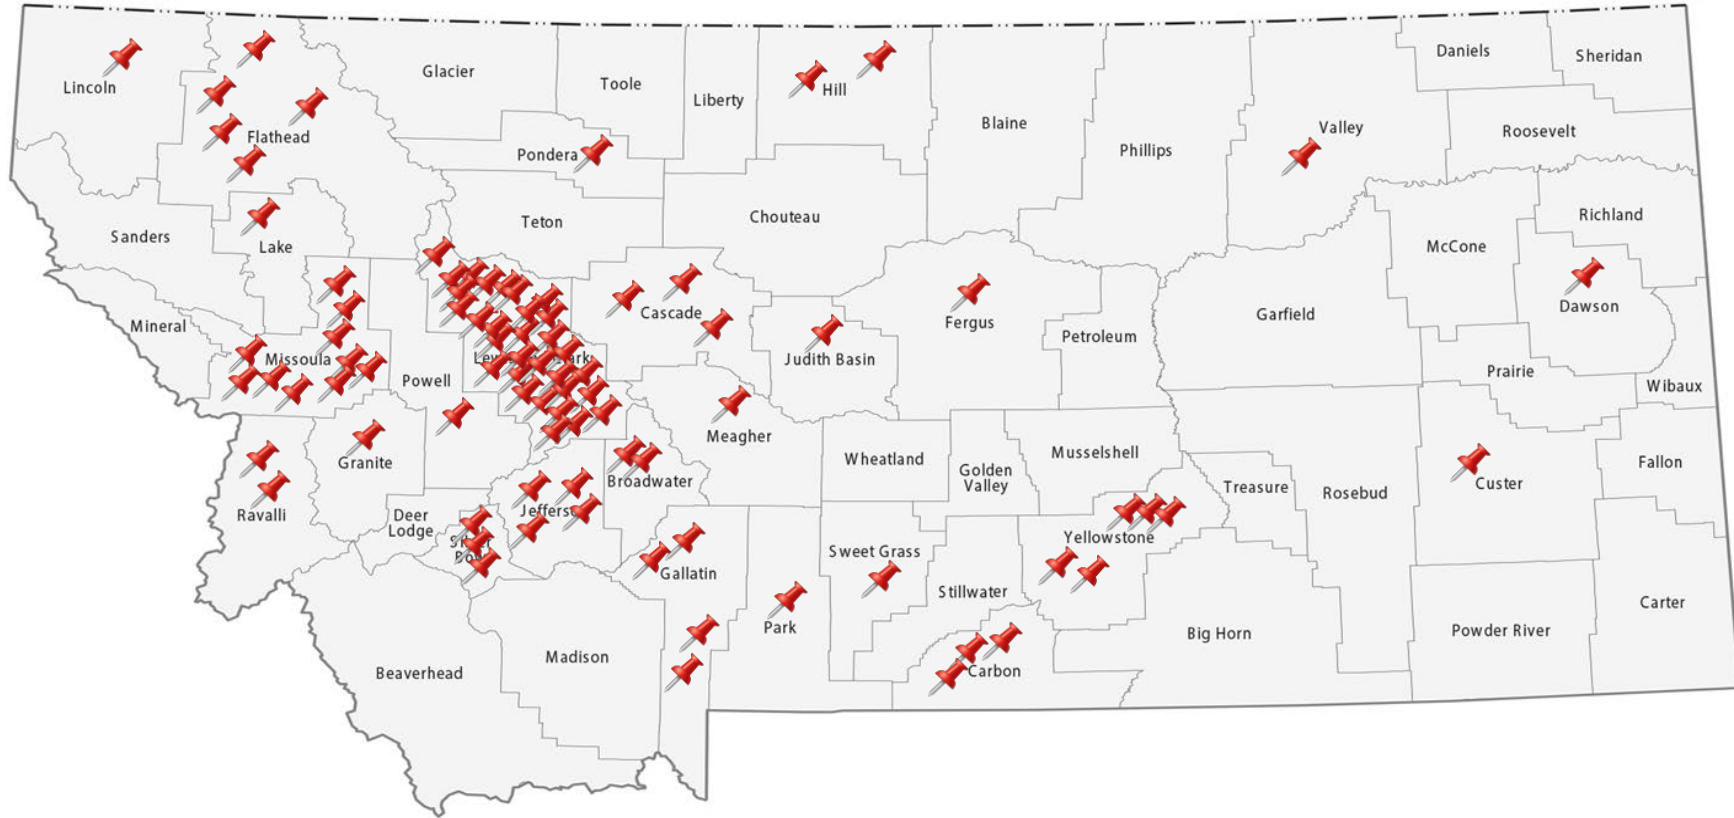 Lincoln
Flathead
Glacier
Toole
Liberty
Hill
Blaine
Phillips
Valley
Daniels
Sheridan
Roosevelt
Pondera
Teton
Chouteau
Sanders
Lake
Richland
McCone
Dawson
Garfield
Cascade
Fergus
Petroleum
Judith Basin
Mineral
Missoula
Powell
Prairie
Wibaux
Meagher
Wheatland
Golden
Valley
Musselshell
Treasure
Rosebud
Custer
Fallon
Granite
Ravalli
Deer
Lodge
Broadwater
Gallatin
Park
Sweet Grass
Stillwater
Yellowstone
Carbon
Big Horn
Powder River
Carter
Beaverhead
Madison